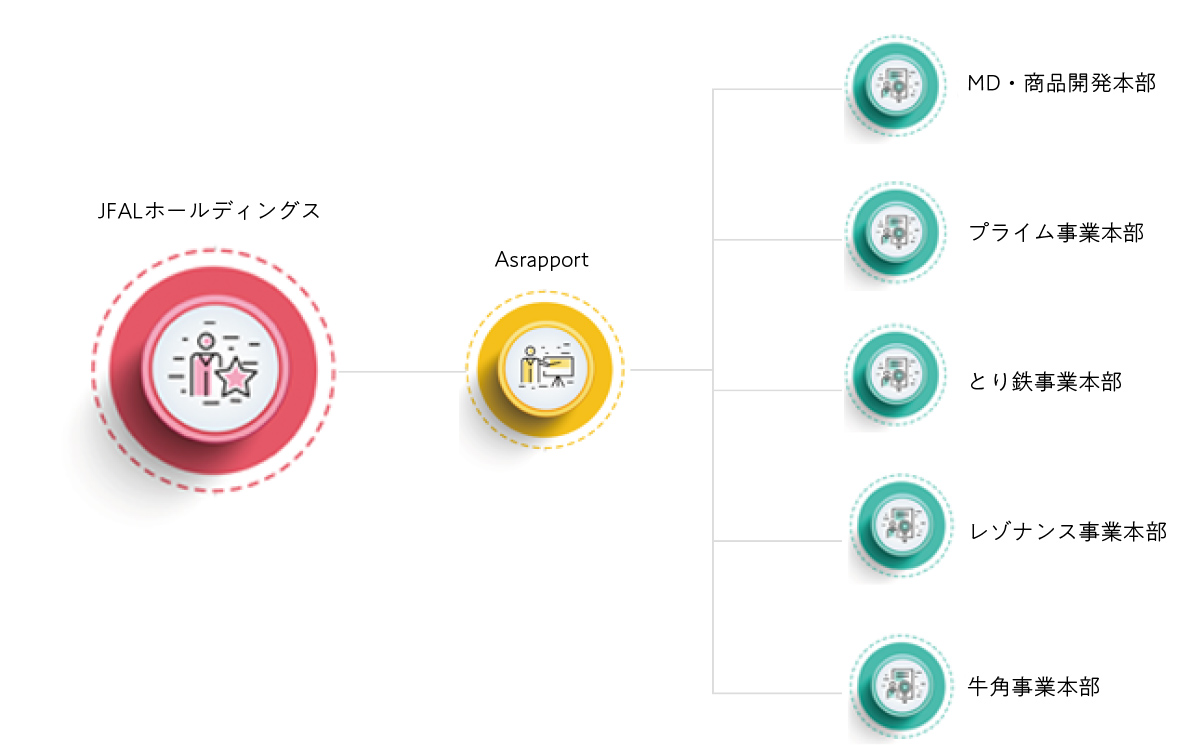 JFALホールディングス
Asrapport
MD・商品開発本部
プライム事業本部
とり鉄事業本部
レゾナンス事業本部
牛角事業本部